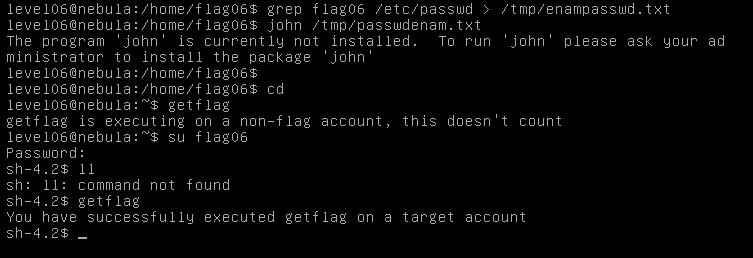 level06@nebula:/home/flag06$ grep flag06 /etc/passwd > /tmp/enampasswd.txt
level06@nebula:/home/flag06$ john /tmp/passwdenam.txt
The program 'john' is currently not installed.  To run 'john' please ask your ad
ministrator to install the package 'john'
level06@nebula:/home/flag06$
level06@nebula:/home/flag06$ cd
level06@nebula:~$ getflag
getflag is executing on a non-flag account, this doesn't count
level06@nebula:~$ su flag06
Password:
sh-4.2$ ll
sh: ll: command not found
sh-4.2$ getflag
You have successfully executed getflag on a target account
sh-4.2$ _